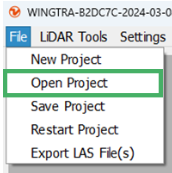 WINGTRA-B2DC7C-2024-03-0
File LiDAR Tools Settings
New Project
Open Project
Save Project
Restart Project
Export LAS File(s)